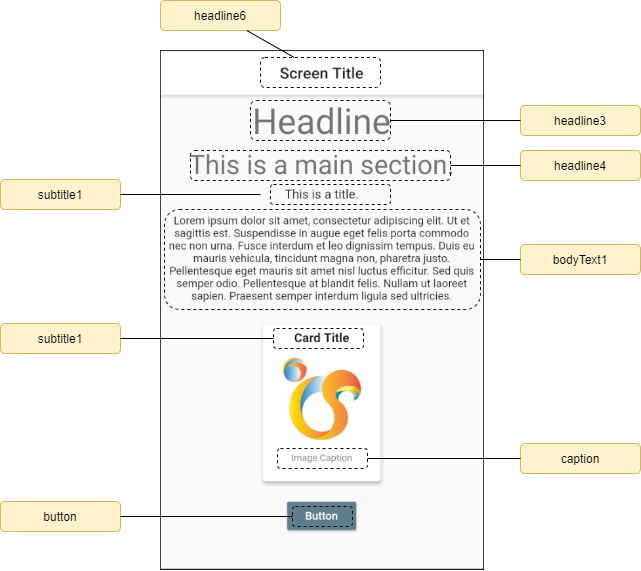 headline6
Screen Title
Headline
headline3
This is a main section.
headline4
subtitle1
This is a title.
Lorem ipsum dolor sit amet, consectetur adipiscing elit. Ut et
sagittis est. Suspendisse in augue eget felis porta commodo
nec non urna. Fusce interdum et leo dignissim tempus. Duis eu
mauris vehicula, tincidunt magna non, pharetra justo.
Pellentesque eget mauris sit amet nisl luctus efficitur. Sed quis
semper odio. Pellentesque at blandit felis. Nullam ut laoreet
sapien. Praesent semper interdum ligula sed ultricies.
bodyText1
subtitle1
Card Title
Image Caption
caption
button
Button